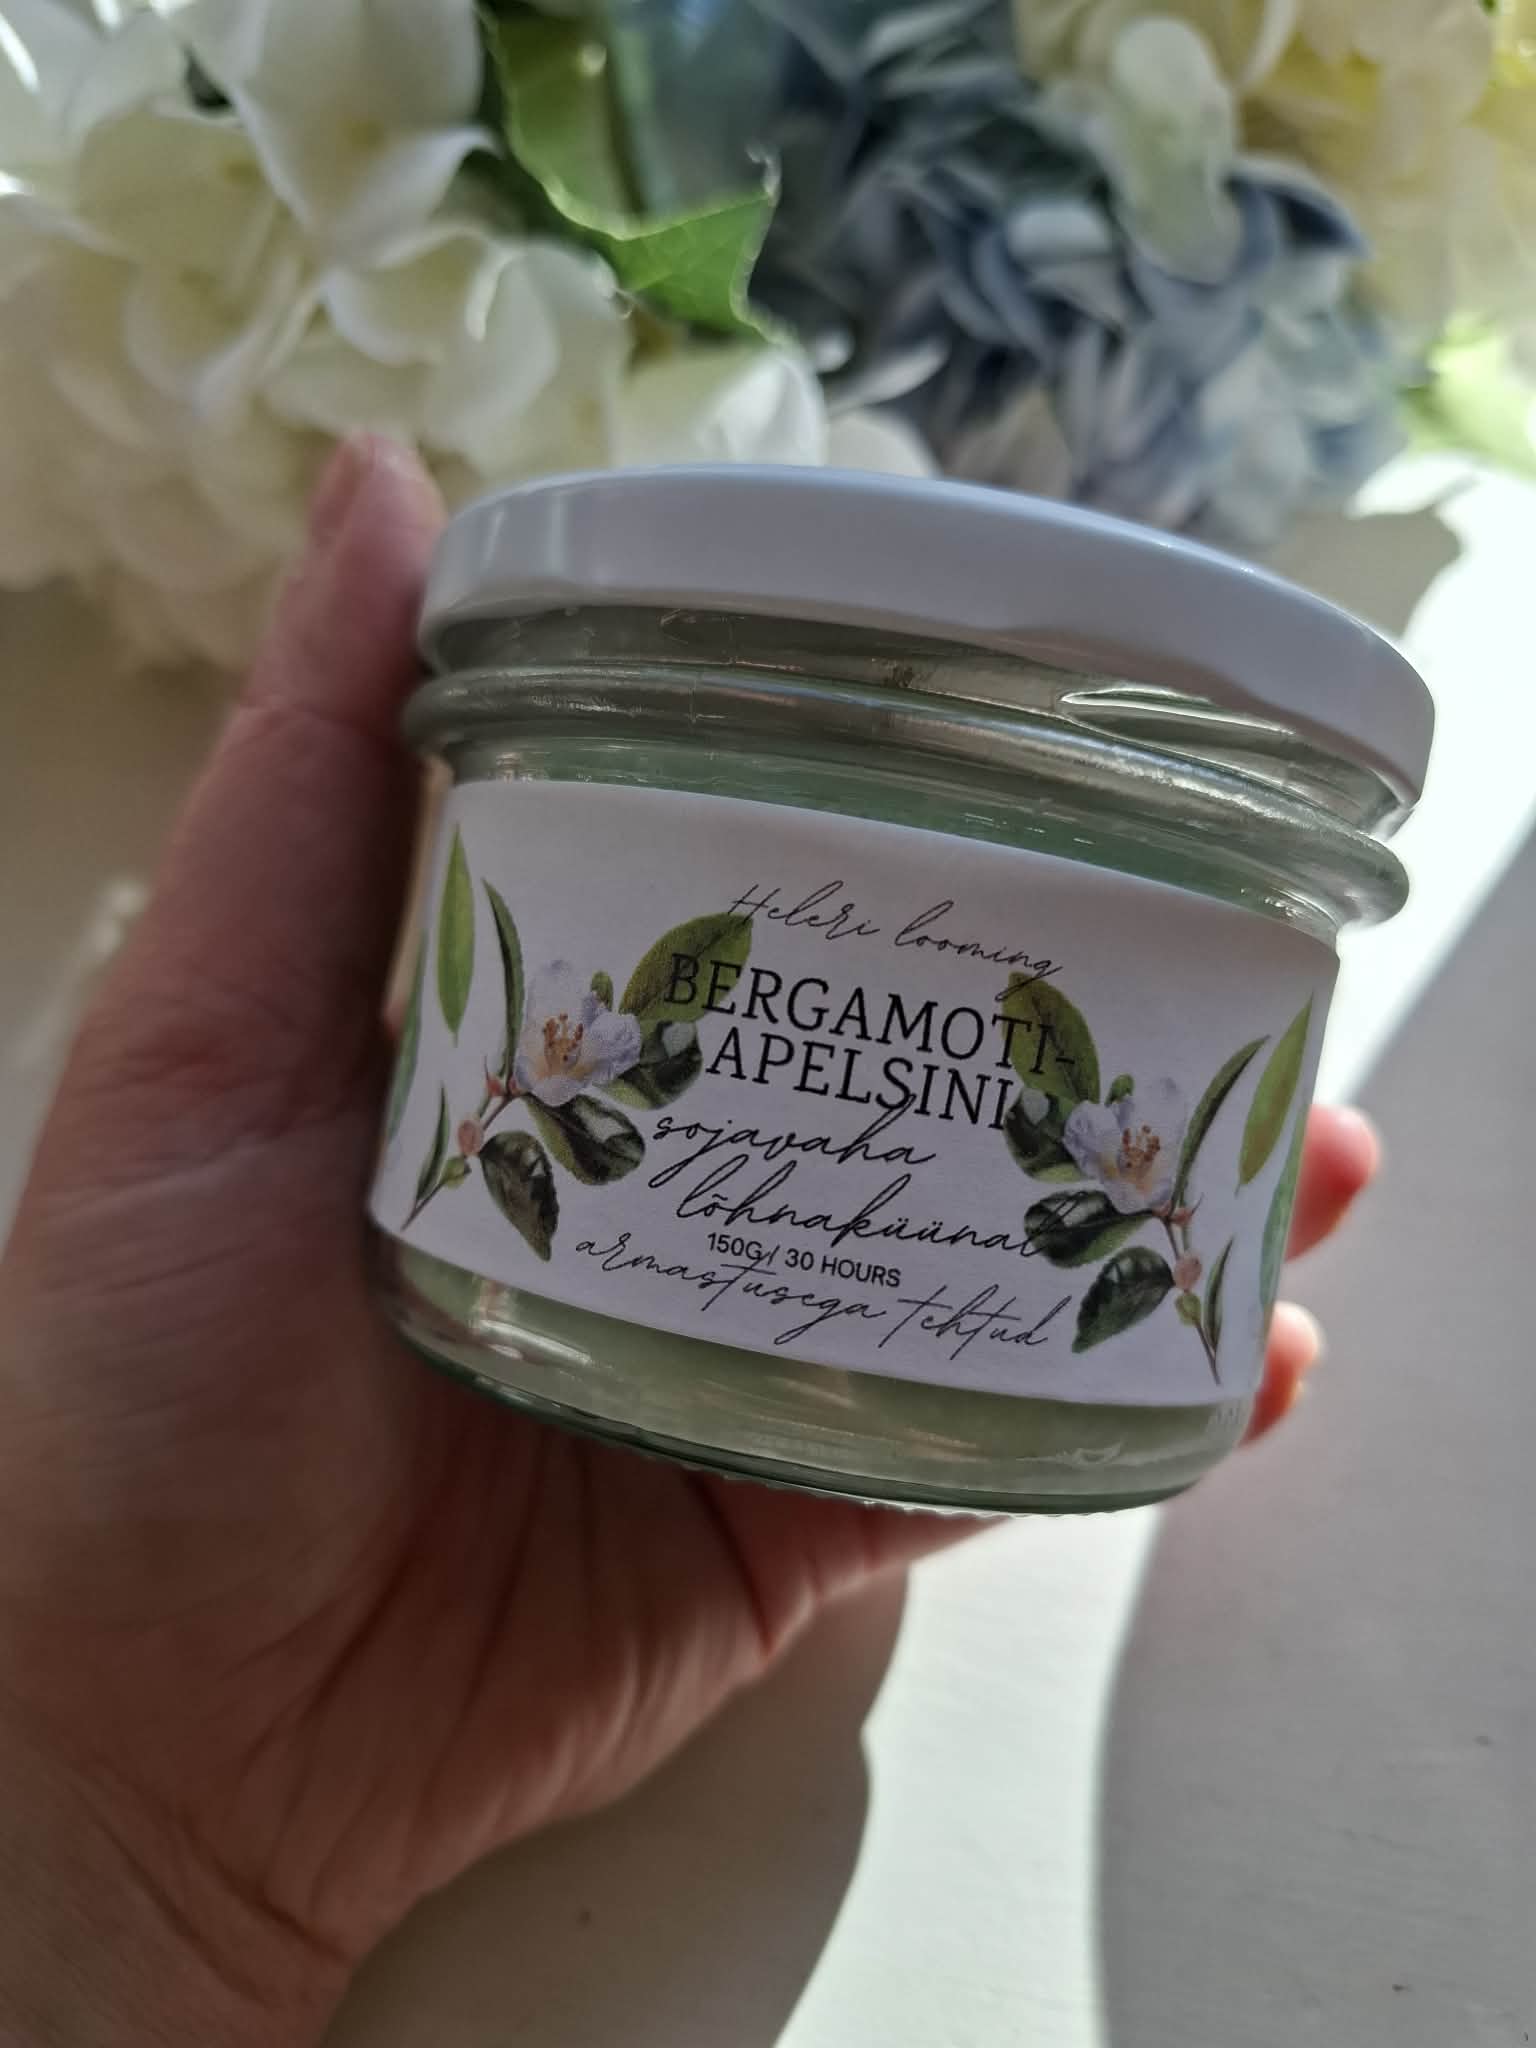 Heleri looming
BERGAMOTI-
APELSINI
sojavaha
lõhnaküünal
150G | 30 HOURS
armastusega tehtud